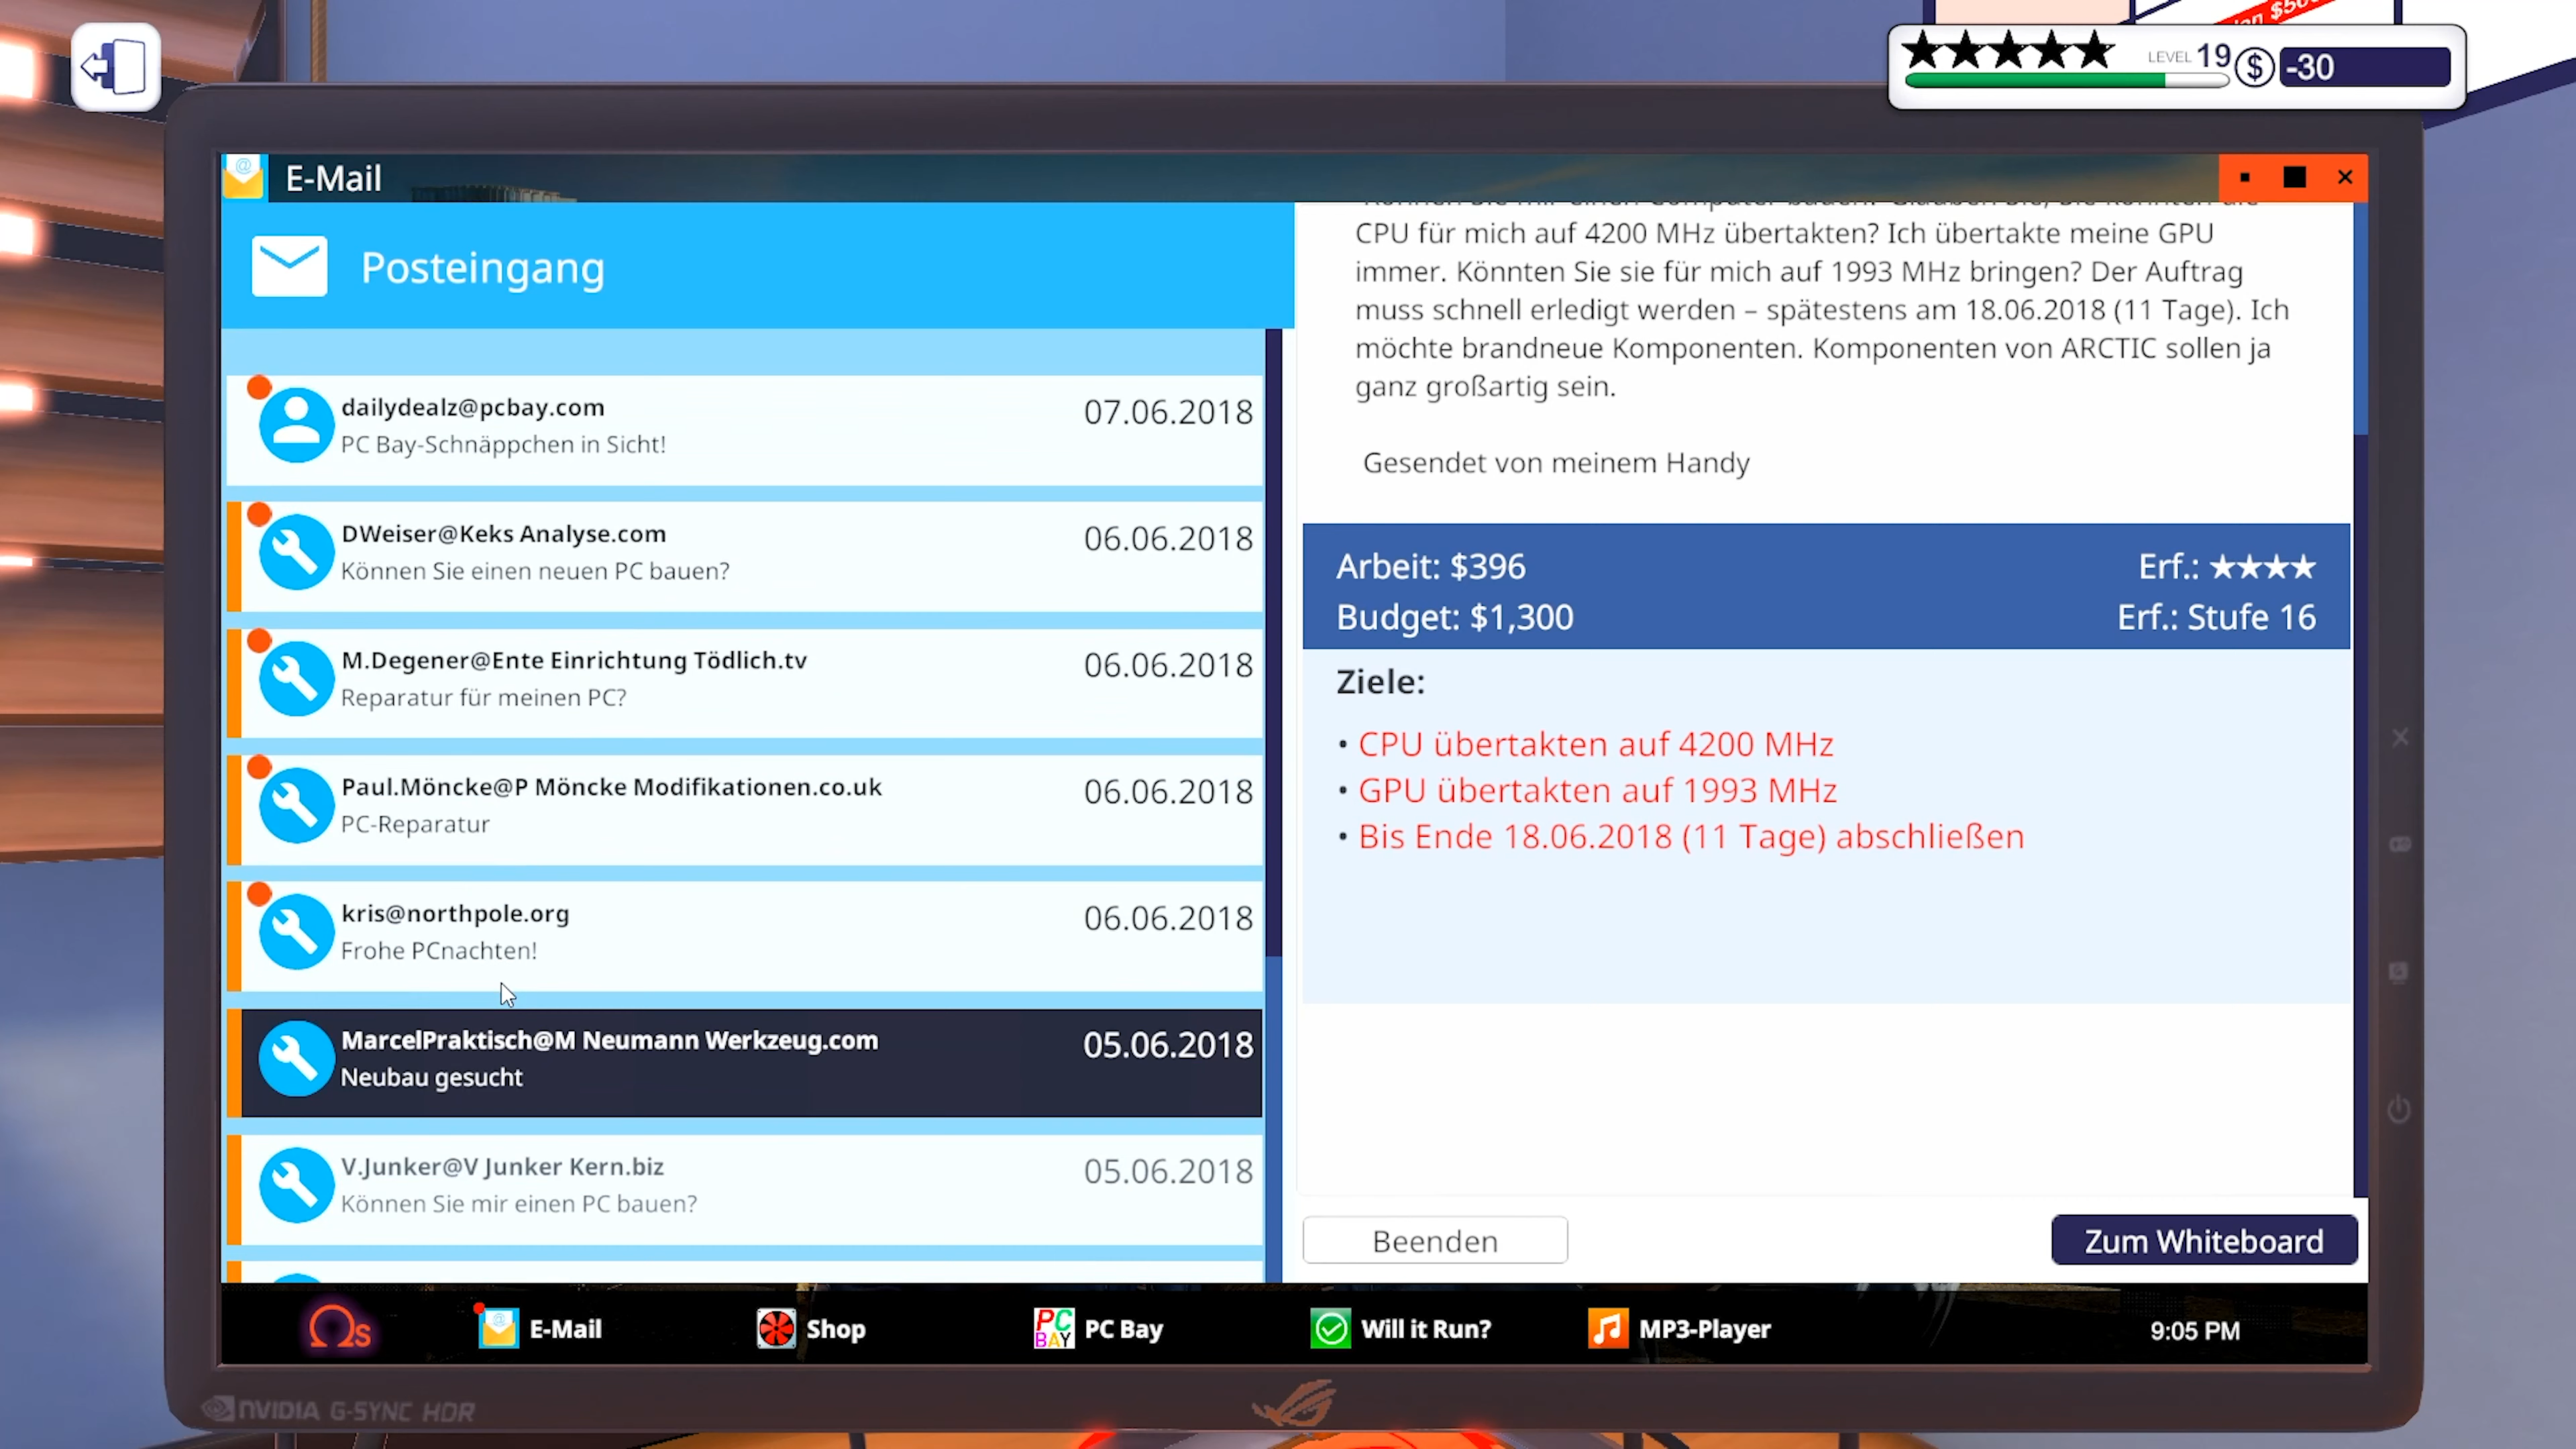 on $50
LEVEL 19
$ -30
E-Mail
Posteingang
dailydealz@pcbay.com
07.06.2018
PC Bay-Schnäppchen in Sicht!
DWeiser@Keks Analyse.com
06.06.2018
Können Sie einen neuen PC bauen?
M.Degener@Ente Einrichtung Tödlich.tv
06.06.2018
Reparatur für meinen PC?
Paul.Möncke@P Möncke Modifikationen.co.uk
06.06.2018
PC-Reparatur
kris@northpole.org
06.06.2018
Frohe PCnachten!
MarcelPraktisch@M Neumann Werkzeug.com
05.06.2018
Neubau gesucht
V.Junker@V Junker Kern.biz
05.06.2018
Können Sie mir einen PC bauen?
CPU für mich auf 4200 MHz übertakten? Ich übertakte meine GPU
immer. Könnten Sie sie für mich auf 1993 MHz bringen? Der Auftrag
muss schnell erledigt werden – spätestens am 18.06.2018 (11 Tage). Ich
möchte brandneue Komponenten. Komponenten von ARCTIC sollen ja
ganz großartig sein.
Gesendet von meinem Handy
Arbeit: $396
Erf.: ★★★★
Budget: $1,300
Erf.: Stufe 16
Ziele:
• CPU übertakten auf 4200 MHz
• GPU übertakten auf 1993 MHz
• Bis Ende 18.06.2018 (11 Tage) abschließen
Beenden
Zum Whiteboard
Ωs
E-Mail
Shop
PC BAY
PC Bay
Will it Run?
MP3-Player
9:05 PM
NVIDIA G-SYNC HDR